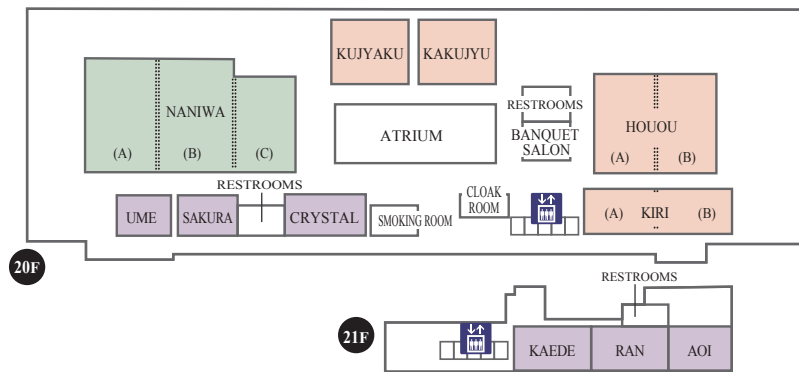 KUJYAKU
KAKUJYU
NANIWA
(A)
(B)
(C)
ATRIUM
RESTROOMS
BANQUET
SALON
HOUOU
(A)
(B)
RESTROOMS
UME
SAKURA
CRYSTAL
SMOKING ROOM
CLOAK
ROOM
(A)
KIRI
(B)
20F
RESTROOMS
21F
KAEDE
RAN
AOI